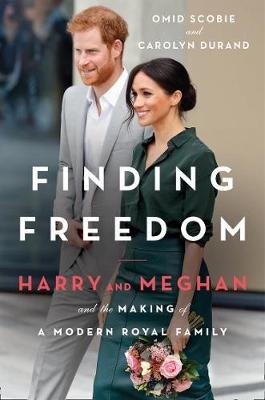 OMID SCOBIE
and
CAROLYN DURAND
FINDING
FREEDOM
HARRY AND MEGHAN
and the MAKING of
A MODERN ROYAL FAMILY